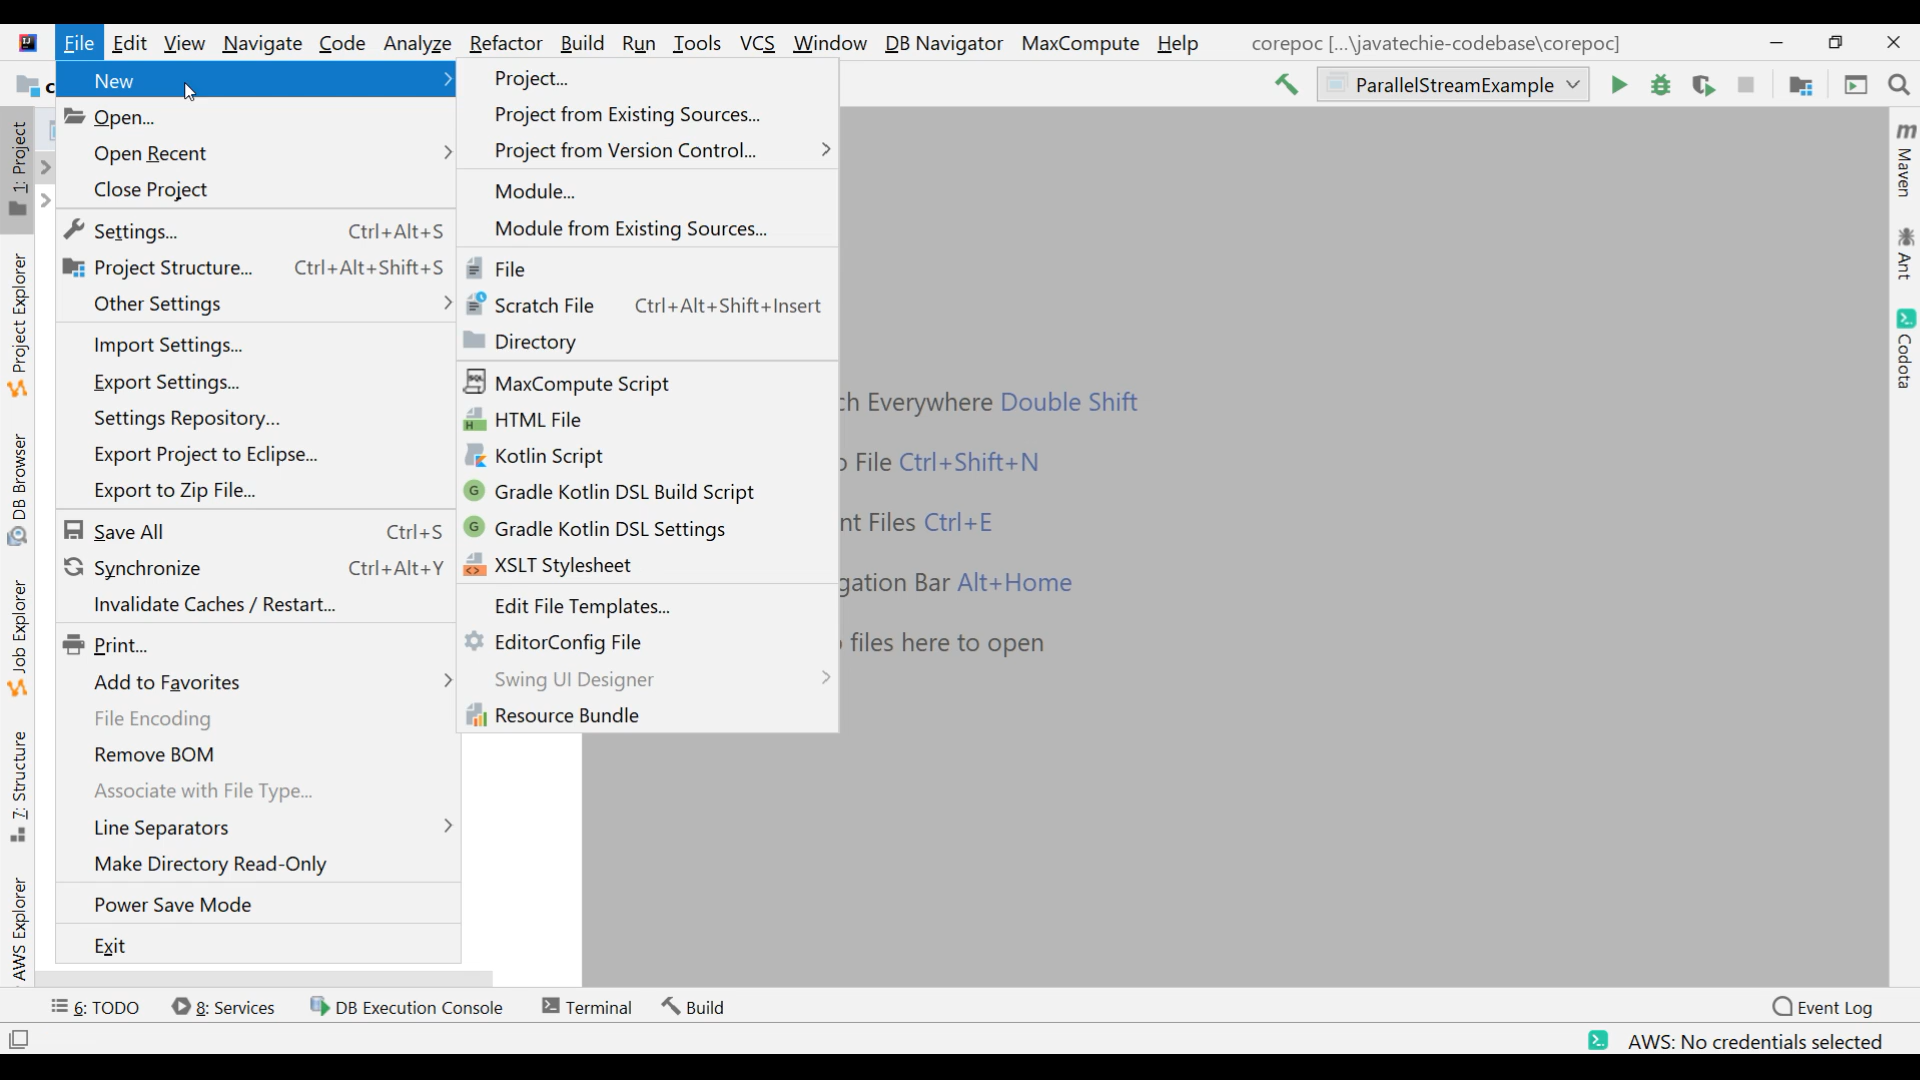 File Edit View Navigate Code Analyze Refactor Build Run Tools VCS Window DB Navigator MaxCompute Help corepoc [...\javatechie-codebase\corepoc]
ParallelStreamExample
New
Open...
Open Recent
Close Project
Settings... Ctrl+Alt+S
Project Structure... Ctrl+Alt+Shift+S
Other Settings
Import Settings...
Export Settings...
Settings Repository...
Export Project to Eclipse...
Export to Zip File...
Save All Ctrl+S
Synchronize Ctrl+Alt+Y
Invalidate Caches / Restart...
Print...
Add to Favorites
File Encoding
Remove BOM
Associate with File Type...
Line Separators
Make Directory Read-Only
Power Save Mode
Exit
Project...
Project from Existing Sources...
Project from Version Control...
Module...
Module from Existing Sources...
File
Scratch File Ctrl+Alt+Shift+Insert
Directory
MaxCompute Script
HTML File
Kotlin Script
Gradle Kotlin DSL Build Script
Gradle Kotlin DSL Settings
XSLT Stylesheet
Edit File Templates...
EditorConfig File
Swing UI Designer
Resource Bundle
ch Everywhere Double Shift
o File Ctrl+Shift+N
nt Files Ctrl+E
gation Bar Alt+Home
files here to open
1: Project
Project Explorer
DB Browser
Job Explorer
7: Structure
AWS Explorer
Maven
Ant
Codota
6: TODO 8: Services DB Execution Console Terminal Build Event Log
AWS: No credentials selected